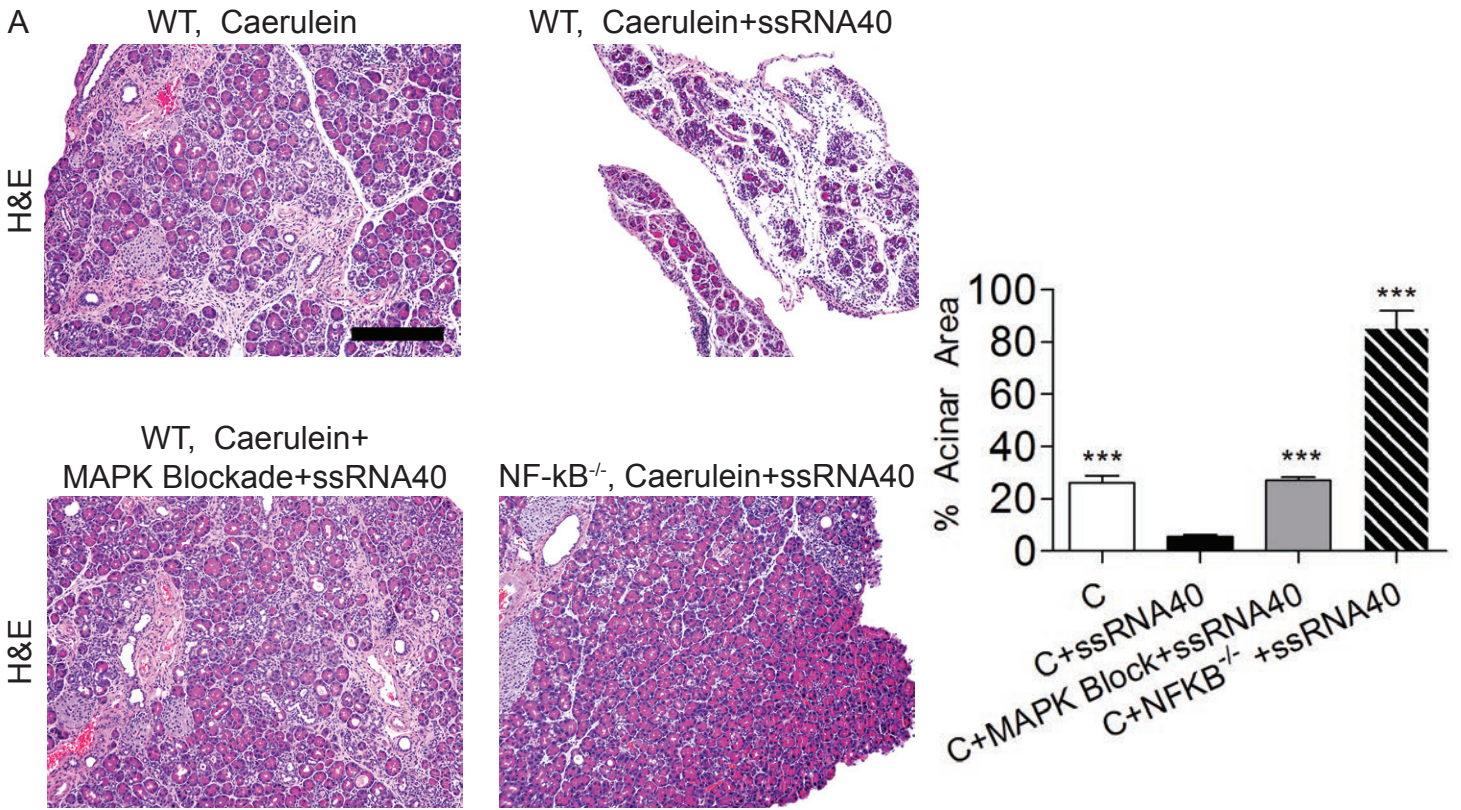 A
WT, Caerulein
WT, Caerulein+ssRNA40
H&E
WT, Caerulein+
MAPK Blockade+ssRNA40
NF-kB-/-, Caerulein+ssRNA40
H&E
% Acinar Area
100
80
60
40
20
0
***
***
***
C
C+ssRNA40
C+MAPK Block+ssRNA40
C+NFKB-/- +ssRNA40